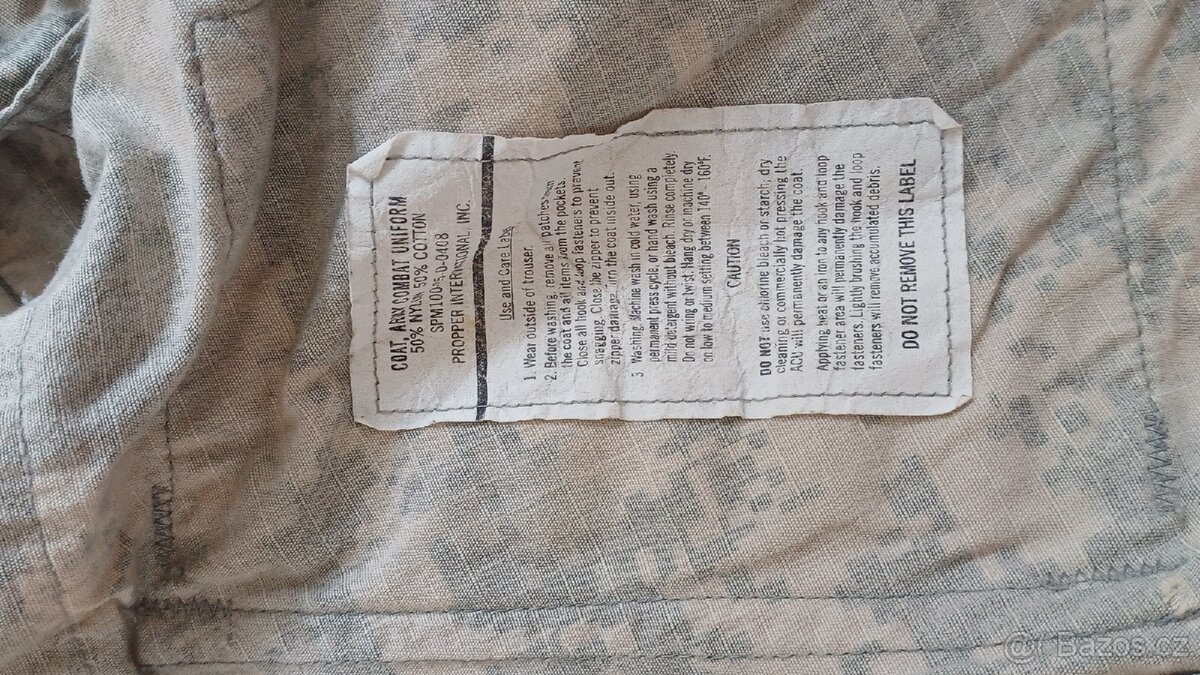 COAT, ARMY COMBAT UNIFORM
50% NYLON 50% COTTON
PROPPER INTERNATIONAL, INC.
Use and Care Label
1. Wear outside of trouser.
2. Before washing, remove all patches from
the coat and all items from the pockets.
Close all hook and loop fasteners to prevent
snagging. Close the zipper to prevent
zipper damage. Turn the coat inside out.
3 Washing. Machine wash in cold water, using
permanent press cycle, or hand wash using a
mild detergent without bleach. Rinse completely.
Do not wring or twist. Hang dry or machine dry
on low to medium setting between 140° - 160°F.
CAUTION
DO NOT use chlorine bleach or starch; dry
cleaning or commercially hot pressing the
ACU will permanently damage the coat.
Applying heat or an iron to any hook and loop
fastener area will permanently damage the
fasteners. Lightly brushing the hook and loop
fasteners will remove accumulated debris.
DO NOT REMOVE THIS LABEL
@ Bazos.cz